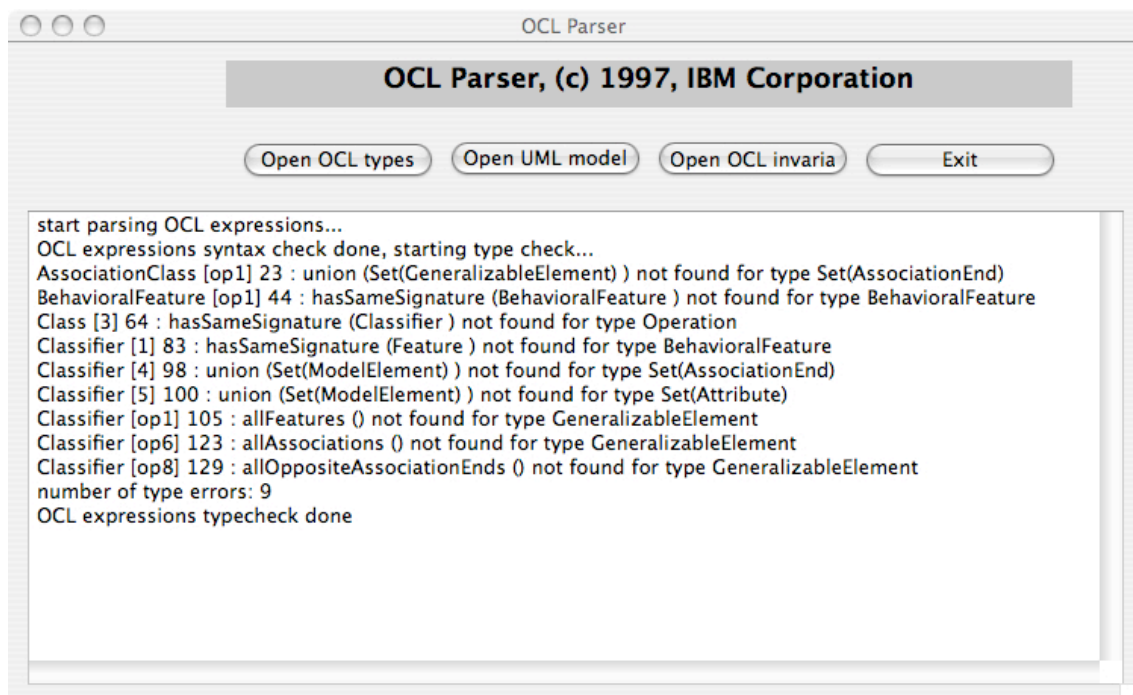 OCL Parser
OCL Parser, (c) 1997, IBM Corporation
Open OCL types
Open UML model
Open OCL invaria
Exit
start parsing OCL expressions...
OCL expressions syntax check done, starting type check...
AssociationClass [op1] 23 : union (Set(GeneralizableElement) ) not found for type Set(AssociationEnd)
BehavioralFeature [op1] 44 : hasSameSignature (BehavioralFeature ) not found for type BehavioralFeature
Class [3] 64 : hasSameSignature (Classifier ) not found for type Operation
Classifier [1] 83 : hasSameSignature (Feature ) not found for type BehavioralFeature
Classifier [4] 98 : union (Set(ModelElement) ) not found for type Set(AssociationEnd)
Classifier [5] 100 : union (Set(ModelElement) ) not found for type Set(Attribute)
Classifier [op1] 105 : allFeatures () not found for type GeneralizableElement
Classifier [op6] 123 : allAssociations () not found for type GeneralizableElement
Classifier [op8] 129 : allOppositeAssociationEnds () not found for type GeneralizableElement
number of type errors: 9
OCL expressions typecheck done